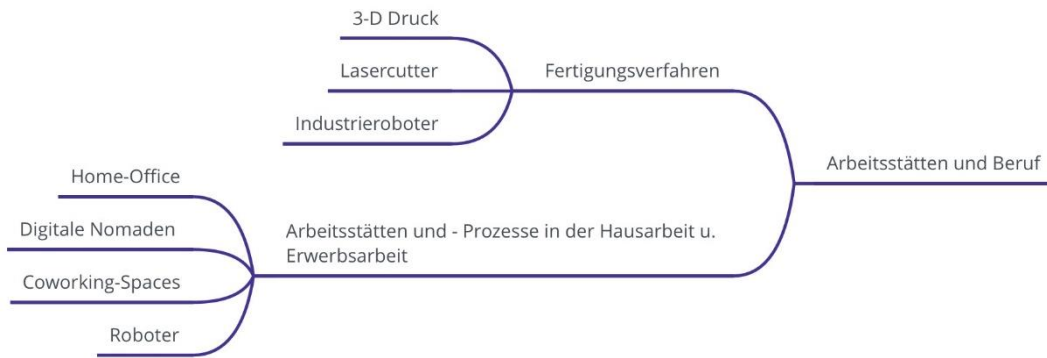 3-D Druck
Lasercutter
Fertigungsverfahren
Industrieroboter
Arbeitsstätten und Beruf
Home-Office
Digitale Nomaden
Arbeitsstätten und - Prozesse in der Hausarbeit u.
Erwerbsarbeit
Coworking-Spaces
Roboter